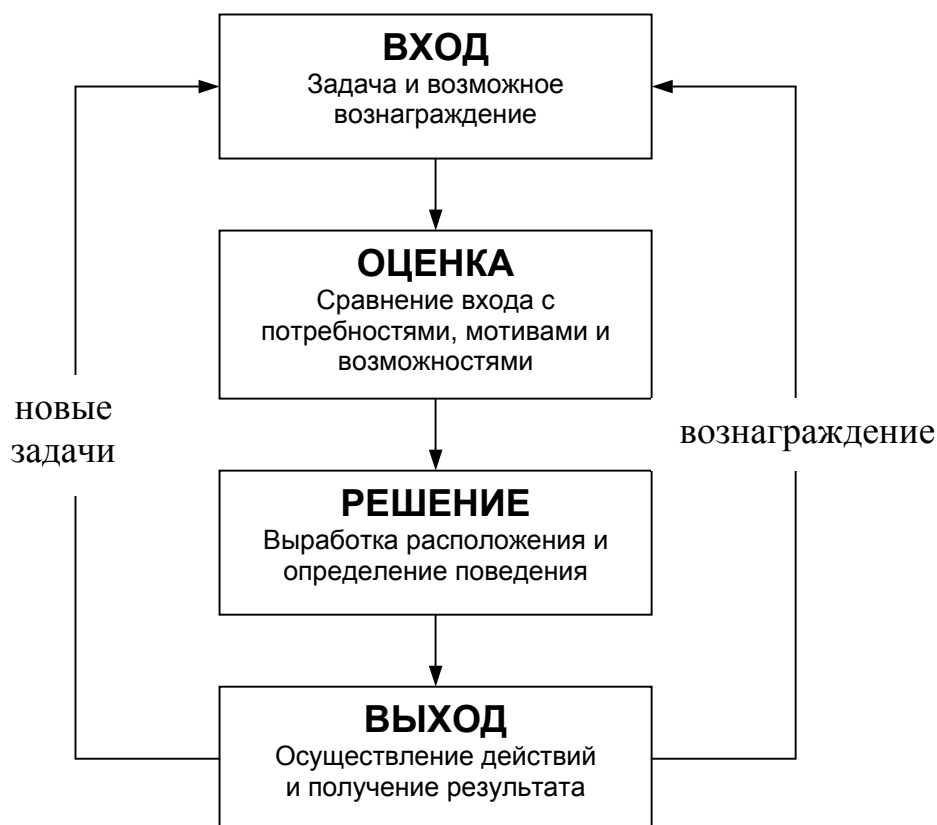 ВХОД
Задача и возможное
вознаграждение
ОЦЕНКА
Сравнение входа с
потребностями, мотивами и
возможностями
новые
задачи
вознаграждение
РЕШЕНИЕ
Выработка расположения и
определение поведения
ВЫХОД
Осуществление действий
и получение результата